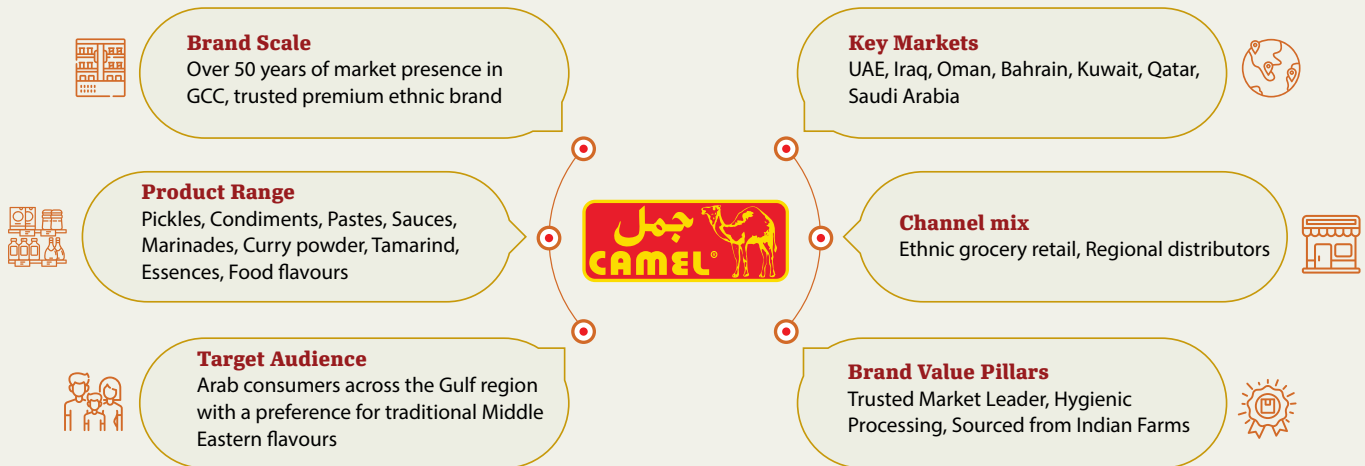 Brand Scale
Over 50 years of market presence in
GCC, trusted premium ethnic brand
Product Range
Pickles, Condiments, Pastes, Sauces,
Marinades, Curry powder, Tamarind,
Essences, Food flavours
Target Audience
Arab consumers across the Gulf region
with a preference for traditional Middle
Eastern flavours
جمل
CAMEL®
Key Markets
UAE, Iraq, Oman, Bahrain, Kuwait, Qatar,
Saudi Arabia
Channel mix
Ethnic grocery retail, Regional distributors
Brand Value Pillars
Trusted Market Leader, Hygienic
Processing, Sourced from Indian Farms